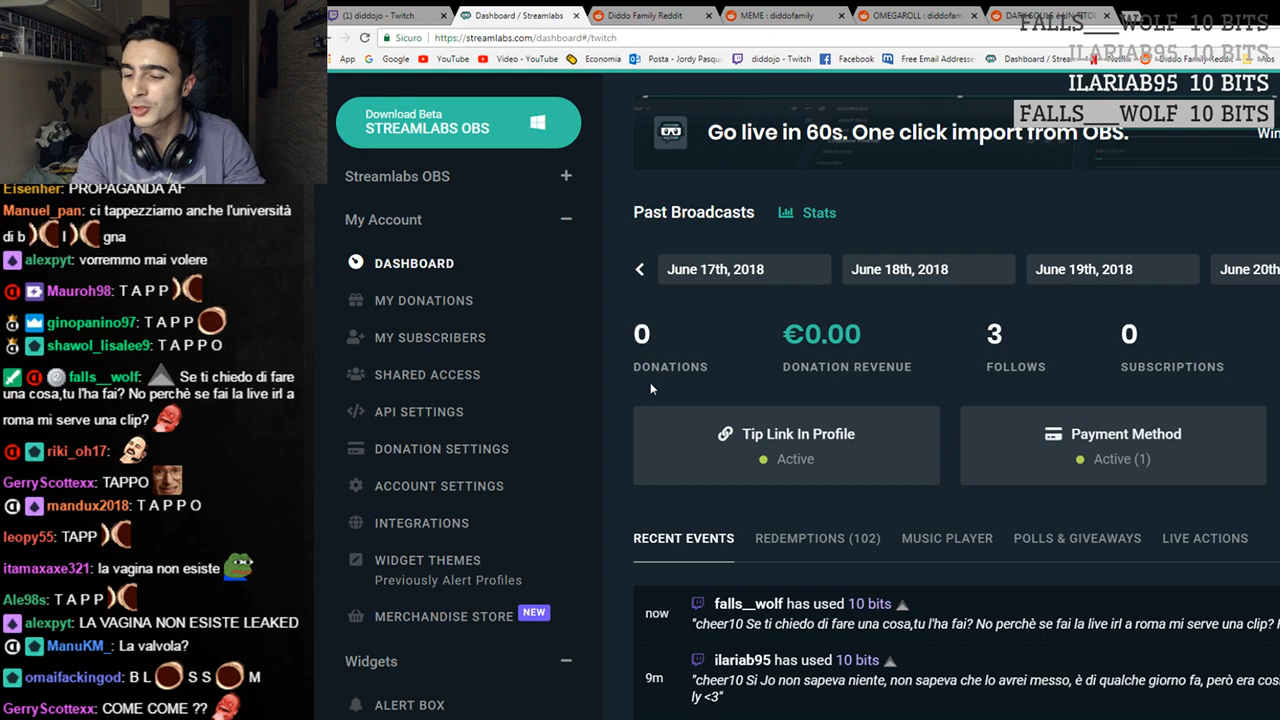 (1) diddojo - Twitch
Dashboard / Streamlabs
Diddo Family Reddit
MEME : diddofamily
OMEGAROLL : diddofam
FALLS___WOLF 10 BITS
ILARIAB95 10 BITS
ILARIAB95 10 BITS
FALLS___WOLF 10 BITS
Sicuro
https://streamlabs.com/dashboard#/twitch
App
Google
YouTube
Video - YouTube
Economia
Posta - Jordy Pasqua
diddojo - Twitch
Facebook
Free Email Addresse
Dashboard / Stream
Diddo Family Reddit
Eisenher: PROPAGANDA AF
Manuel_pan: ci tappezziamo anche l'università
di b l gna
alexpyt: vorremmo mai volere
Mauroh98: T A P P
ginopanino97: T A P P
shawol_lisalee9: T A P P O
falls__wolf: Se ti chiedo di fare
una cosa,tu l'ha fai? No perchè se fai la live irl a
roma mi serve una clip?
riki_oh17:
GerryScottexx: TAPPO
mandux2018: T A P P O
leopy55: TAPP
itamaxaxe321: la vagina non esiste
Ale98s: T A P P
alexpyt: LA VAGINA NON ESISTE LEAKED
ManuKM_: La valvola?
omaifackingod: B L S S M
GerryScottexx: COME COME ??
Download Beta
STREAMLABS OBS
Streamlabs OBS
My Account
DASHBOARD
MY DONATIONS
MY SUBSCRIBERS
SHARED ACCESS
API SETTINGS
DONATION SETTINGS
ACCOUNT SETTINGS
INTEGRATIONS
WIDGET THEMES
Previously Alert Profiles
MERCHANDISE STORE NEW
Widgets
ALERT BOX
Go live in 60s. One click import from OBS.
Win
Past Broadcasts
Stats
June 17th, 2018
June 18th, 2018
June 19th, 2018
June 20th
0
DONATIONS
€0.00
DONATION REVENUE
3
FOLLOWS
0
SUBSCRIPTIONS
Tip Link In Profile
Active
Payment Method
Active (1)
RECENT EVENTS
REDEMPTIONS (102)
MUSIC PLAYER
POLLS & GIVEAWAYS
LIVE ACTIONS
now
falls__wolf has used 10 bits
"cheer10 Se ti chiedo di fare una cosa,tu l'ha fai? No perchè se fai la live irl a roma mi serve una clip?
9m
ilariab95 has used 10 bits
"cheer10 Si Jo non sapeva niente, non sapeva che lo avrei messo, è di qualche giorno fa, però era cos
ly <3"